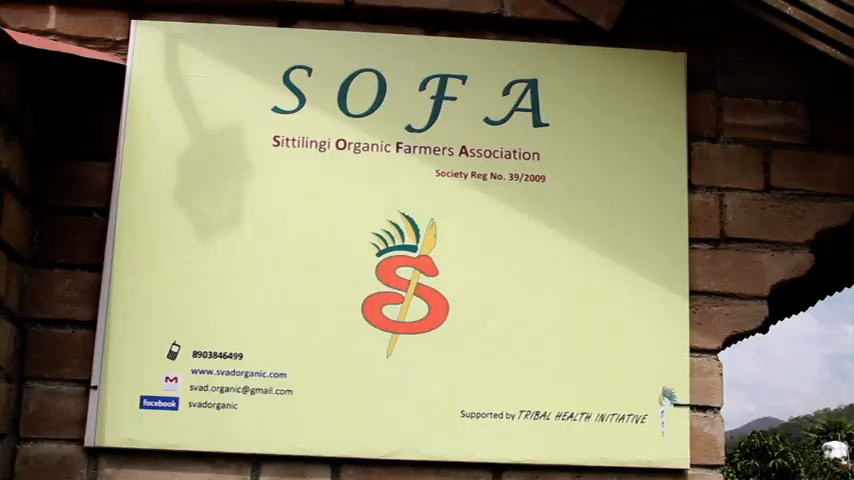 SOFA
Sittilingi Organic Farmers Association
Society Reg No. 39/2009
8903846499
www.svadorganic.com
svad.organic@gmail.com
facebook svadorganic
Supported by TRIBAL HEALTH INITIATIVE